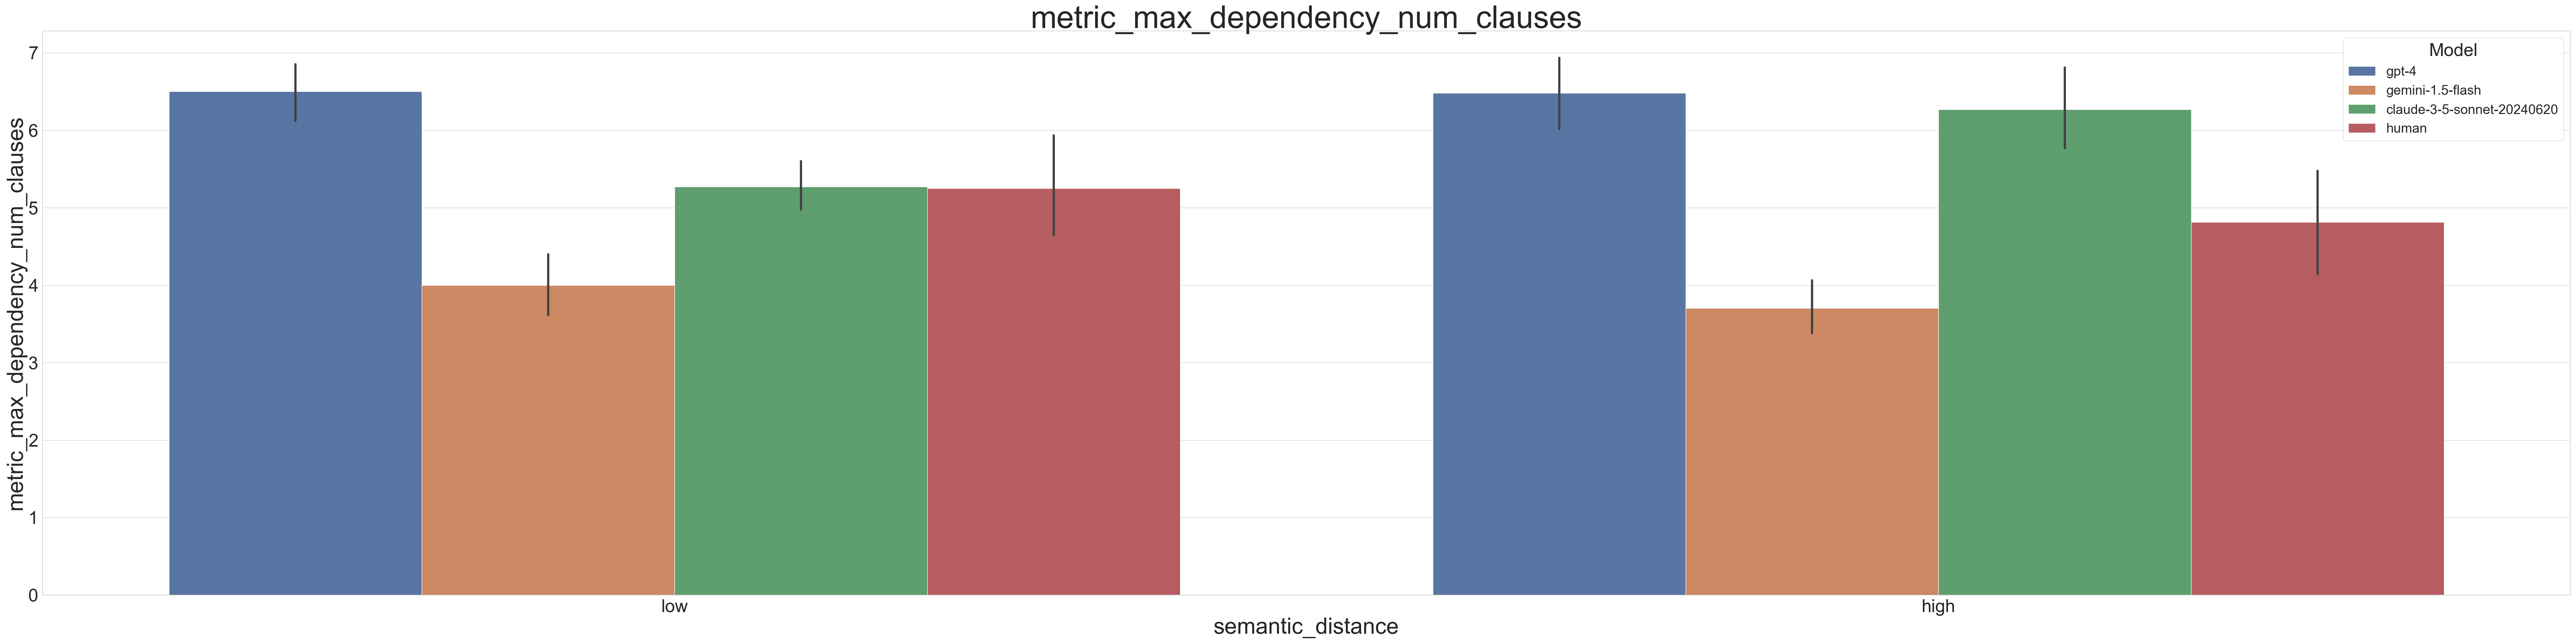 metric_max_dependency_num_clauses
metric_max_dependency_num_clauses
7
6
5
4
3
2
1
0
Model
gpt-4
gemini-1.5-flash
claude-3-5-sonnet-20240620
human
low
high
semantic_distance